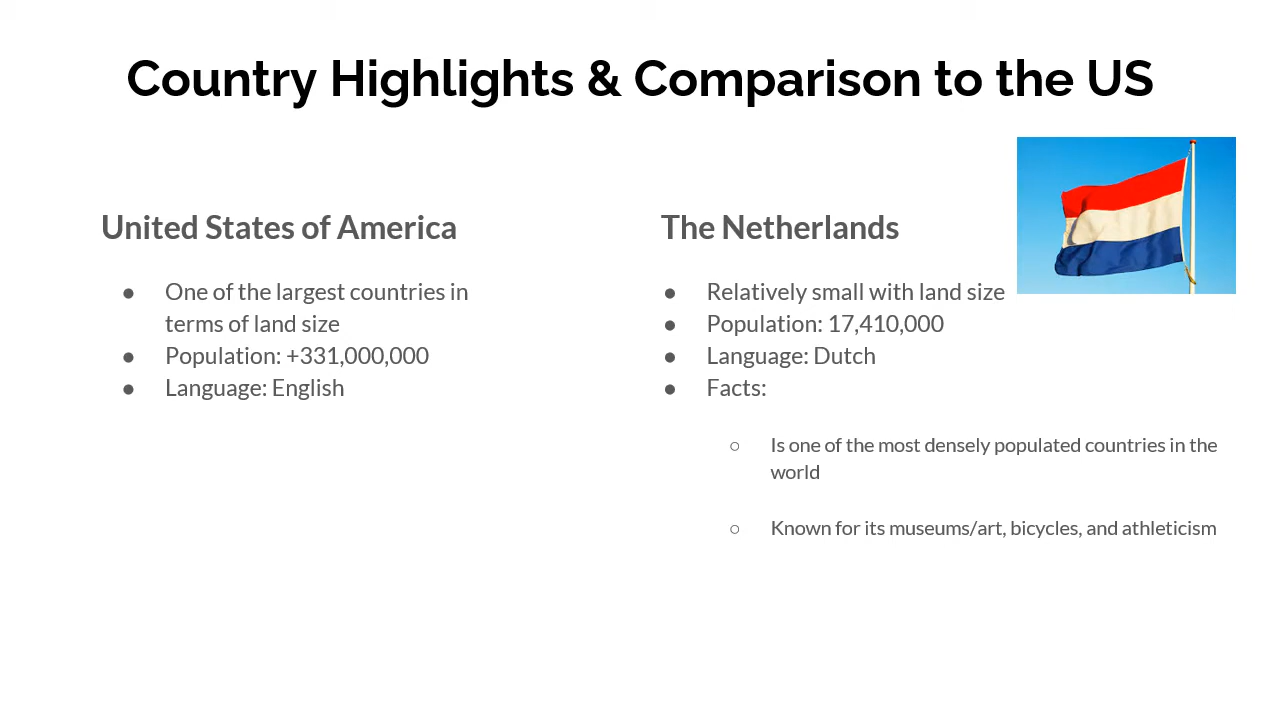 Country Highlights & Comparison to the US
United States of America
● One of the largest countries in
terms of land size
● Population: +331,000,000
● Language: English
The Netherlands
● Relatively small with land size
● Population: 17,410,000
● Language: Dutch
● Facts:
○ Is one of the most densely populated countries in the
world
○ Known for its museums/art, bicycles, and athleticism